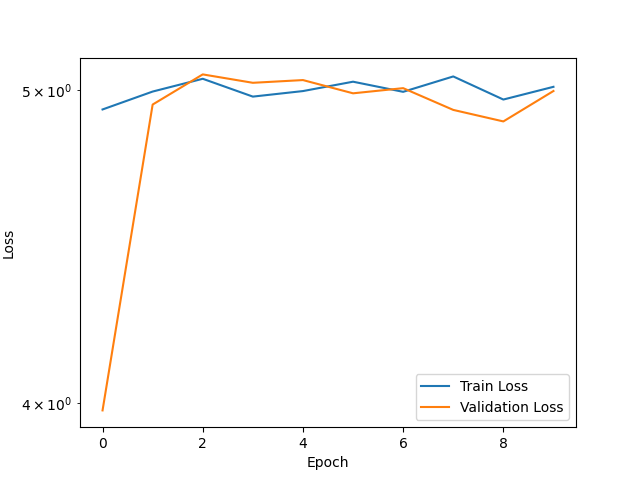 5 × 10⁰
4 × 10⁰
Loss
Train Loss
Validation Loss
0 2 4 6 8
Epoch